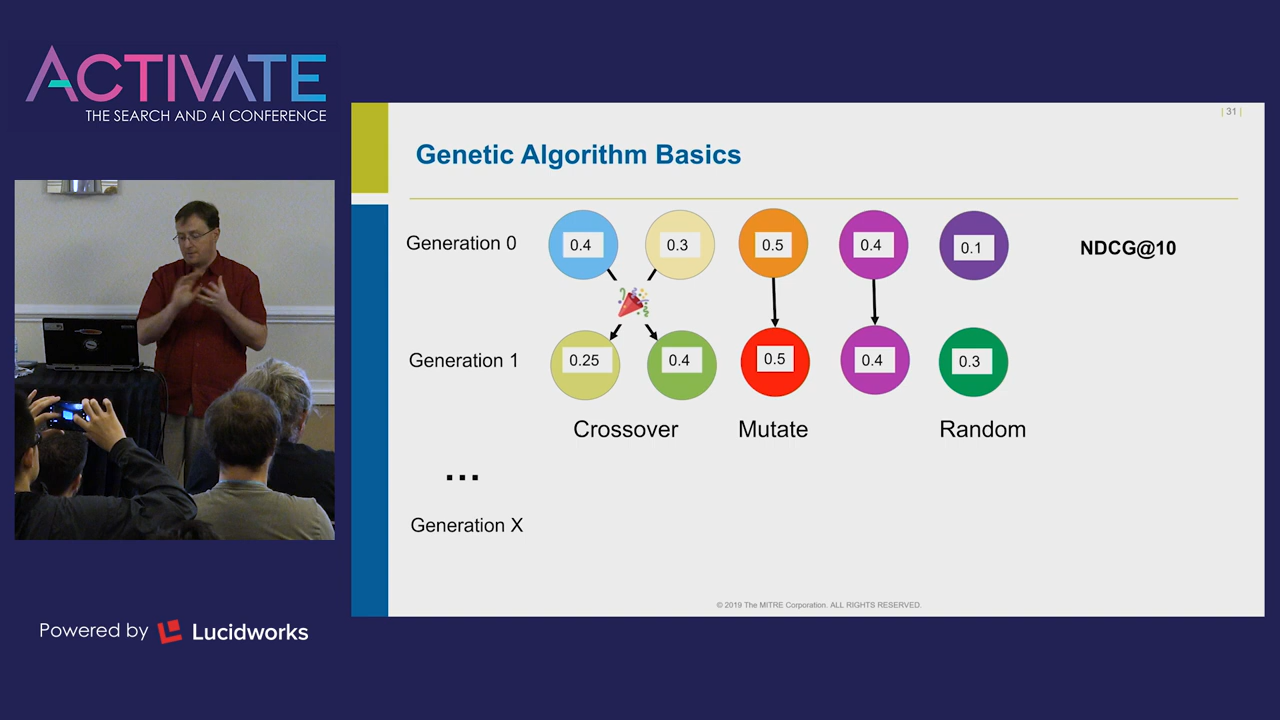 ACTIVATE
THE SEARCH AND AI CONFERENCE
| 31 |
Genetic Algorithm Basics
Generation 0
0.4
0.3
0.5
0.4
0.1
NDCG@10
Generation 1
0.25
0.4
0.5
0.4
0.3
Crossover
Mutate
Random
...
Generation X
© 2019 The MITRE Corporation. ALL RIGHTS RESERVED.
Powered by Lucidworks